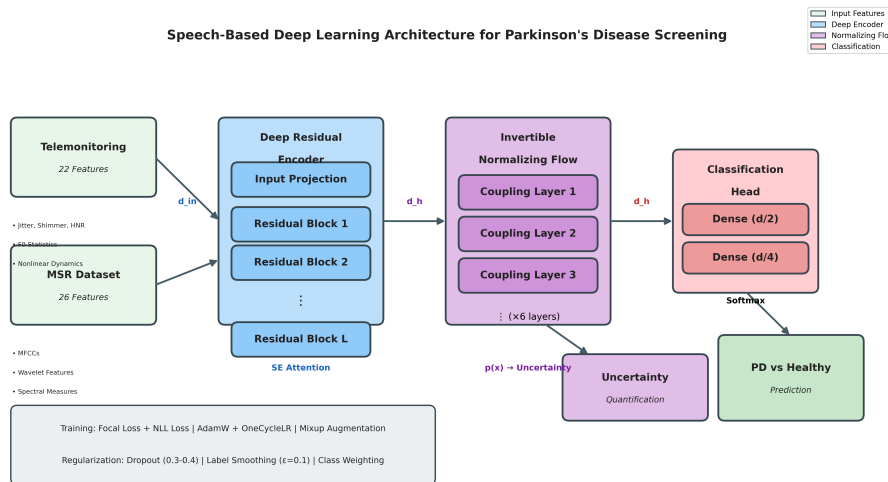 Speech-Based Deep Learning Architecture for Parkinson's Disease Screening
Input Features
Deep Encoder
Normalizing Flo
Classification
Telemonitoring
22 Features
• Jitter, Shimmer, HNR
• F0 Statistics
• Nonlinear Dynamics
MSR Dataset
26 Features
• MFCCs
• Wavelet Features
• Spectral Measures
d_in
Deep Residual
Encoder
Input Projection
Residual Block 1
Residual Block 2
⋮
Residual Block L
SE Attention
d_h
Invertible
Normalizing Flow
Coupling Layer 1
Coupling Layer 2
Coupling Layer 3
⋮ (×6 layers)
p(x) → Uncertainty
d_h
Classification
Head
Dense (d/2)
Dense (d/4)
Softmax
Uncertainty
Quantification
PD vs Healthy
Prediction
Training: Focal Loss + NLL Loss | AdamW + OneCycleLR | Mixup Augmentation
Regularization: Dropout (0.3-0.4) | Label Smoothing (ε=0.1) | Class Weighting